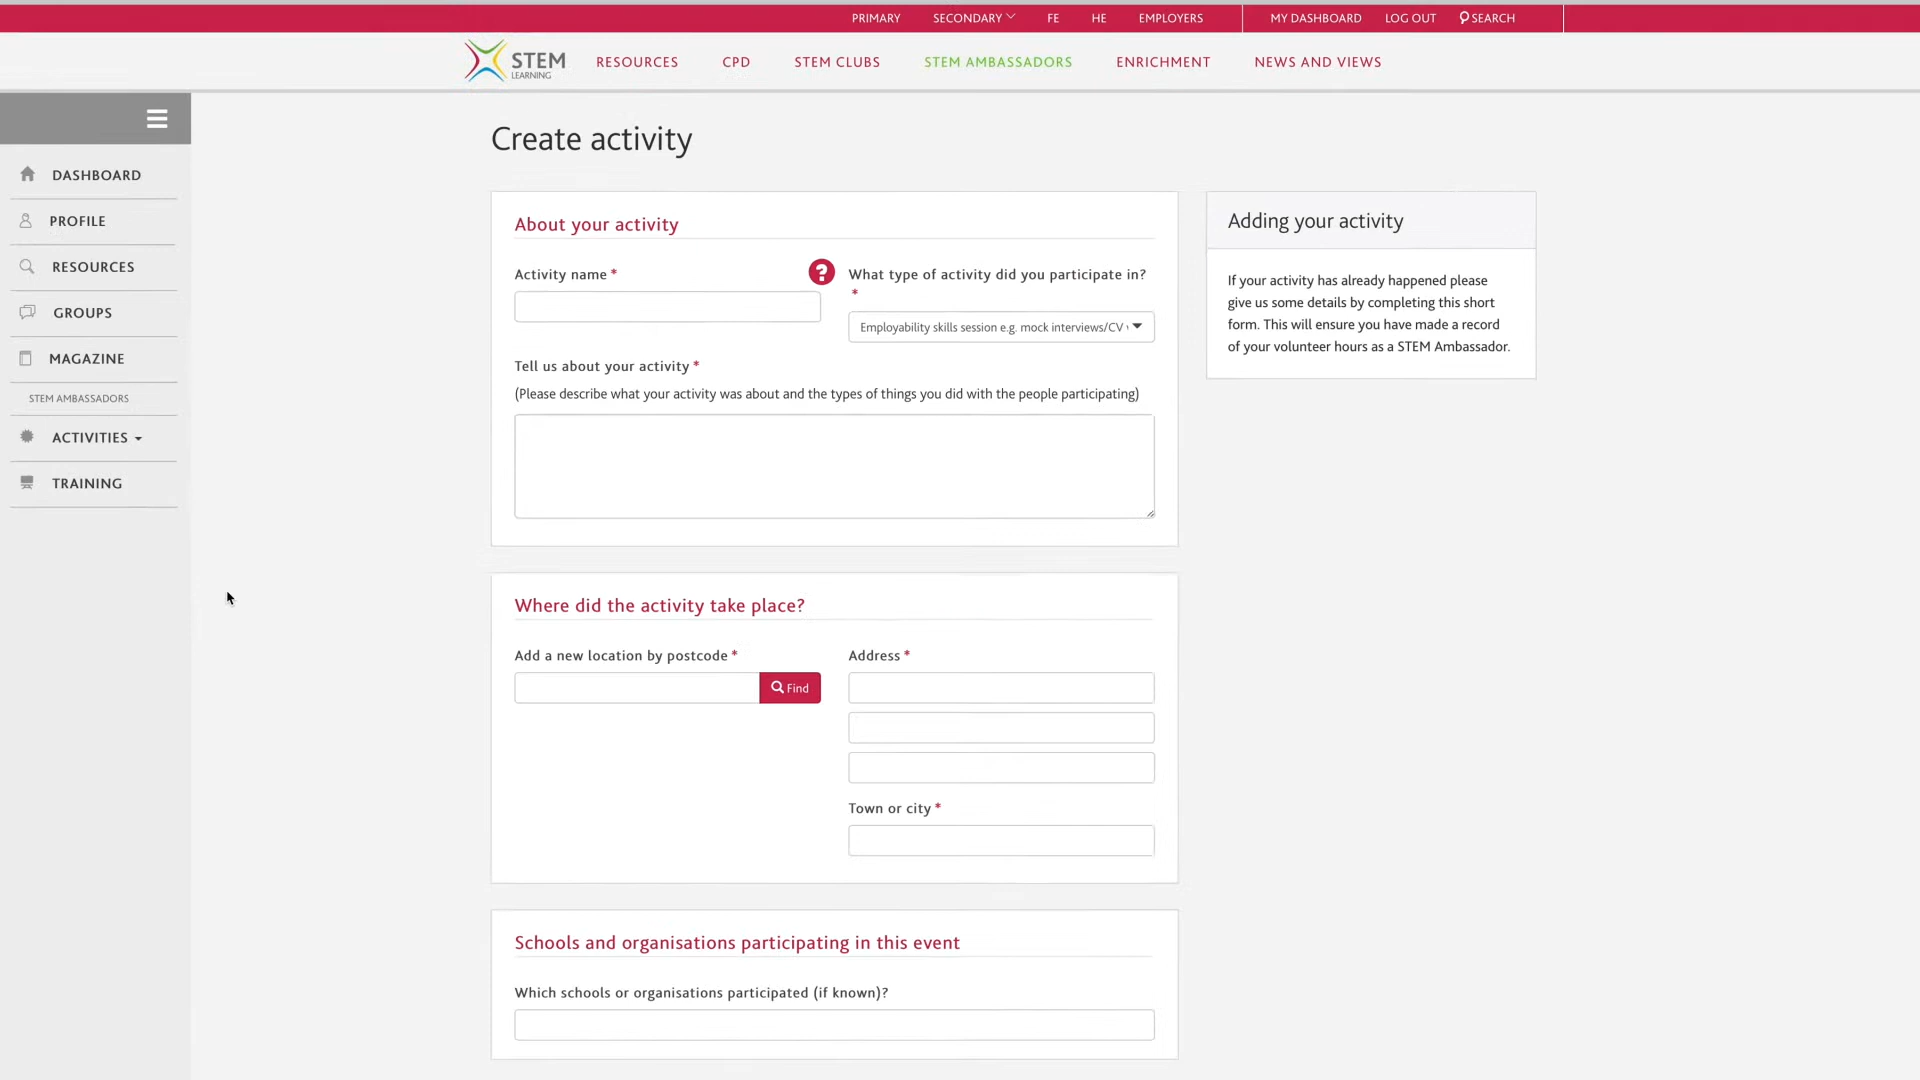 PRIMARY SECONDARY FE HE EMPLOYERS MY DASHBOARD LOG OUT SEARCH
STEM LEARNING RESOURCES CPD STEM CLUBS STEM AMBASSADORS ENRICHMENT NEWS AND VIEWS
DASHBOARD
PROFILE
RESOURCES
GROUPS
MAGAZINE
STEM AMBASSADORS
ACTIVITIES
TRAINING
Create activity
About your activity
Activity name *
?
What type of activity did you participate in?
*
Employability skills session e.g. mock interviews/CV
Tell us about your activity *
(Please describe what your activity was about and the types of things you did with the people participating)
Where did the activity take place?
Add a new location by postcode *
Find
Address *
Town or city *
Schools and organisations participating in this event
Which schools or organisations participated (if known)?
Adding your activity
If your activity has already happened please
give us some details by completing this short
form. This will ensure you have made a record
of your volunteer hours as a STEM Ambassador.